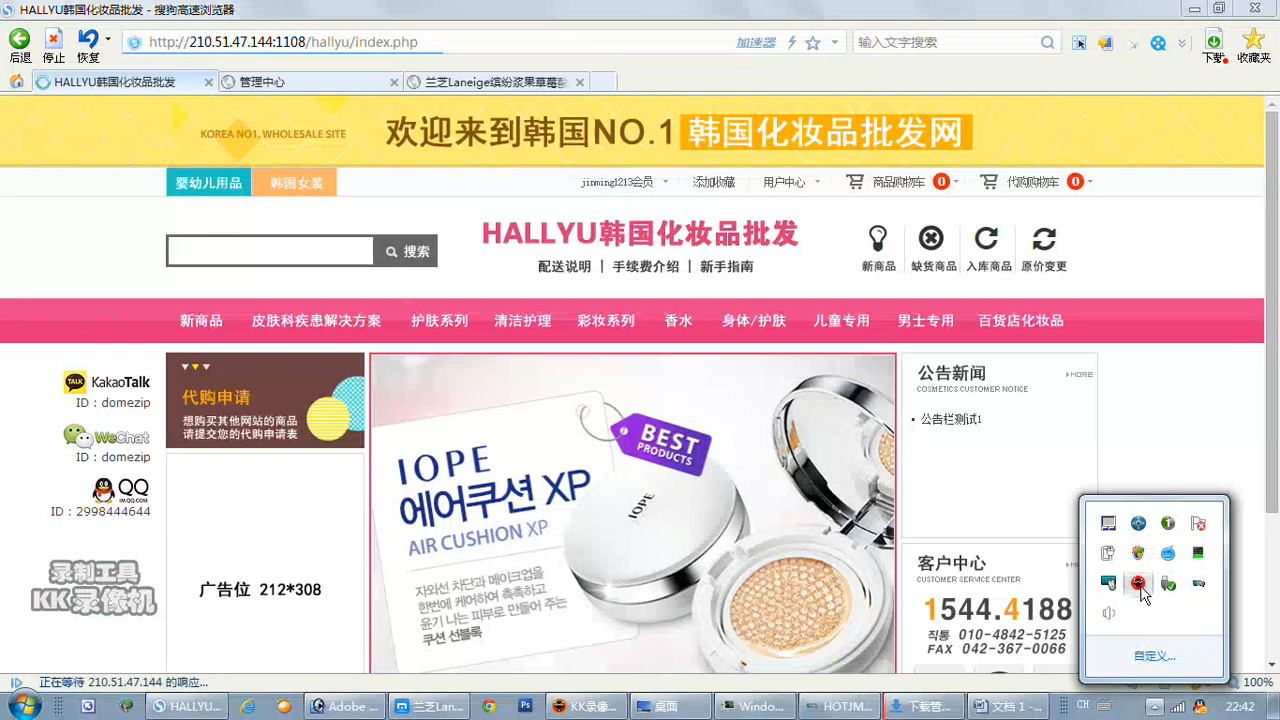 HALLYU韩国化妆品批发 - 搜狗高速浏览器
http://210.51.47.144:1108/hallyu/index.php
加速器
输入文字搜索
后退
停止
恢复
下载
收藏夹
HALLYU韩国化妆品批发
管理中心
兰芝Laneige缤纷浆果草莓酸
KOREA NO1, WHOLESALE SITE
欢迎来到韩国NO.1 韩国化妆品批发网
婴幼儿用品
韩国女装
jinming1213会员
添加收藏
用户中心
商品购物车 0
代购购物车 0
搜索
HALLYU韩国化妆品批发
配送说明 | 手续费介绍 | 新手指南
新商品
缺货商品
入库商品
原价变更
新商品
皮肤科疾患解决方案
护肤系列
清洁护理
彩妆系列
香水
身体/护肤
儿童专用
男士专用
百货店化妆品
TALK KakaoTalk
ID : domezip
WeChat
ID : domezip
QQ
IM.QQ.COM
ID : 2998444644
录制工具
KK 录像机
代购申请
想购买其他网站的商品
请提交您的代购申请表
广告位 212*308
BEST
PRODUCTS
IOPE
에어쿠션 XP
AIR CUSHION XP
자외선 차단과 메이크업을
한번에 케어하여 촉촉하고
윤기 나는 피부로 만들어 주는
쿠션 선블록
IOPE
公告新闻
MORE
COSMETICS CUSTOMER NOTICE
公告栏测试1
客户中心
CUSTOMER SERVICE CENTER
1544.4188
직통 010-4842-5125
FAX 042-367-0066
自定义...
正在等待 210.51.47.144 的响应...
100%
HALLYU...
Adobe ...
兰芝Lan...
KK录像...
桌面
Window...
HOTJM...
下载管...
文档 1 -...
CH
22:42